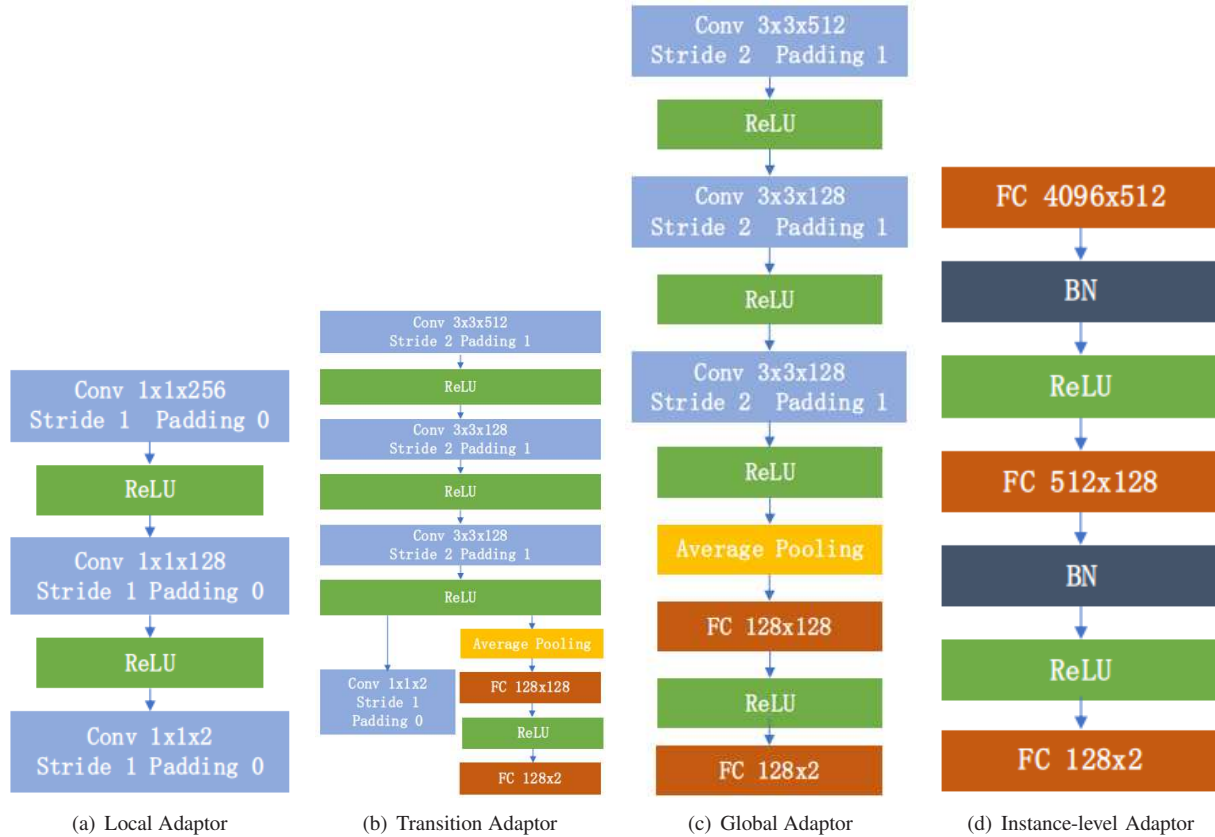 Conv 1x1x256
Stride 1 Padding 0
ReLU
Conv 1x1x128
Stride 1 Padding 0
ReLU
Conv 1x1x2
Stride 1 Padding 0
(a) Local Adaptor
Conv 3x3x512
Stride 2 Padding 1
ReLU
Conv 3x3x128
Stride 2 Padding 1
ReLU
Conv 3x3x128
Stride 2 Padding 1
ReLU
Conv 1x1x2
Stride 1
Padding 0
Average Pooling
FC 128x128
ReLU
FC 128x2
(b) Transition Adaptor
Conv 3x3x512
Stride 2 Padding 1
ReLU
Conv 3x3x128
Stride 2 Padding 1
ReLU
Conv 3x3x128
Stride 2 Padding 1
ReLU
Average Pooling
FC 128x128
ReLU
FC 128x2
(c) Global Adaptor
FC 4096x512
BN
ReLU
FC 512x128
BN
ReLU
FC 128x2
(d) Instance-level Adaptor